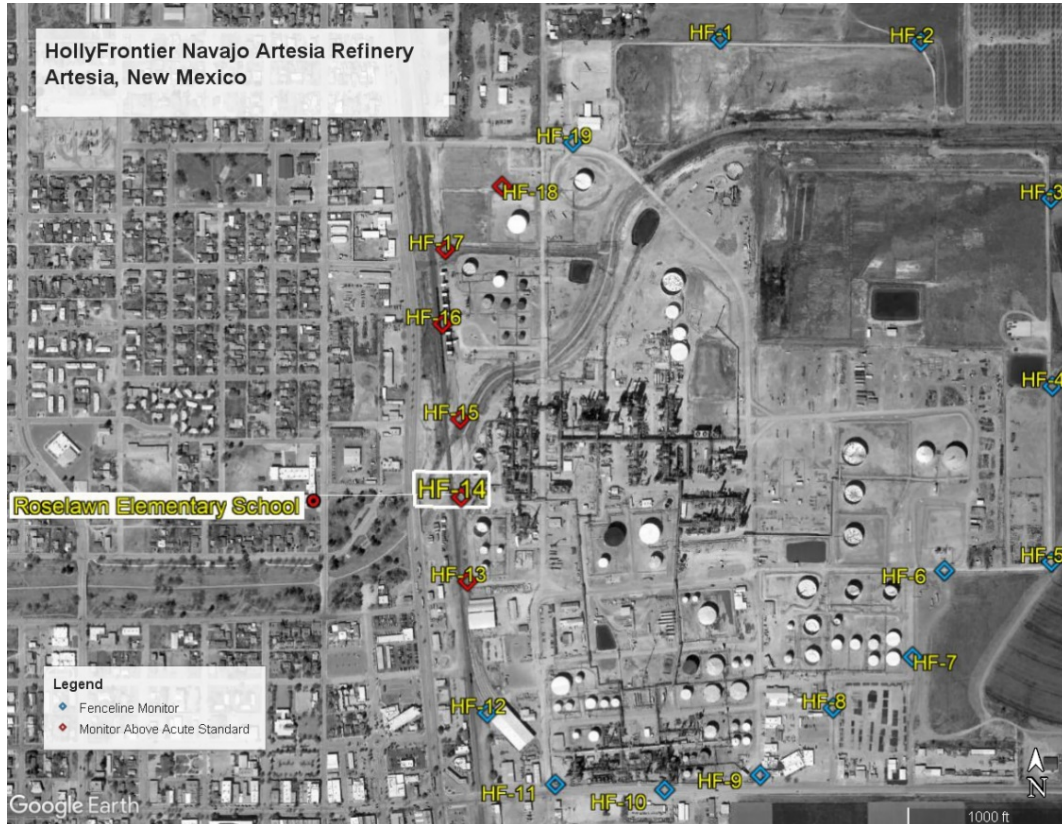 HollyFrontier Navajo Artesia Refinery
Artesia, New Mexico
HF-1
HF-2
HF-19
HF-18
HF-3
HF-17
HF-16
HF-4
HF-15
HF-14
Roselawn Elementary School
HF-13
HF-6
HF-5
HF-7
HF-12
HF-8
HF-9
HF-11
HF-10
Legend
Fenceline Monitor
Monitor Above Acute Standard
Google Earth
N
1000 ft